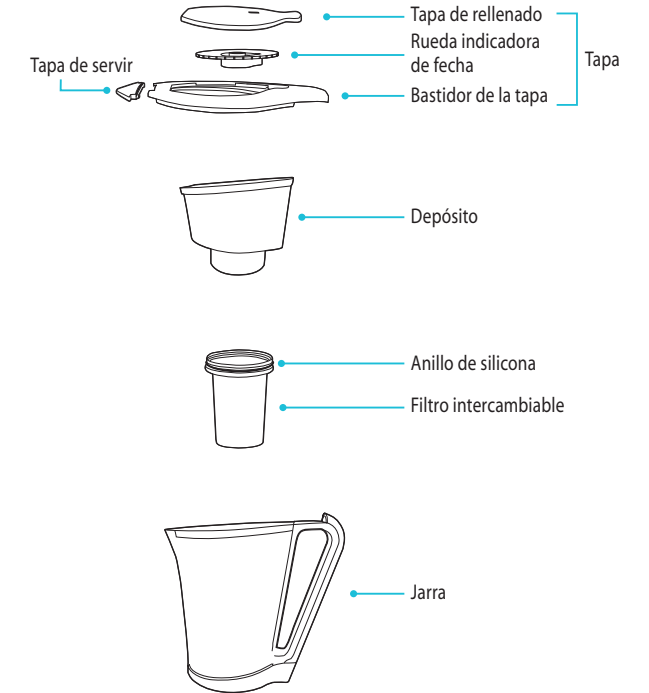 Tapa de rellenado
Rueda indicadora
de fecha
Tapa
Tapa de servir
Bastidor de la tapa
Depósito
Anillo de silicona
Filtro intercambiable
Jarra